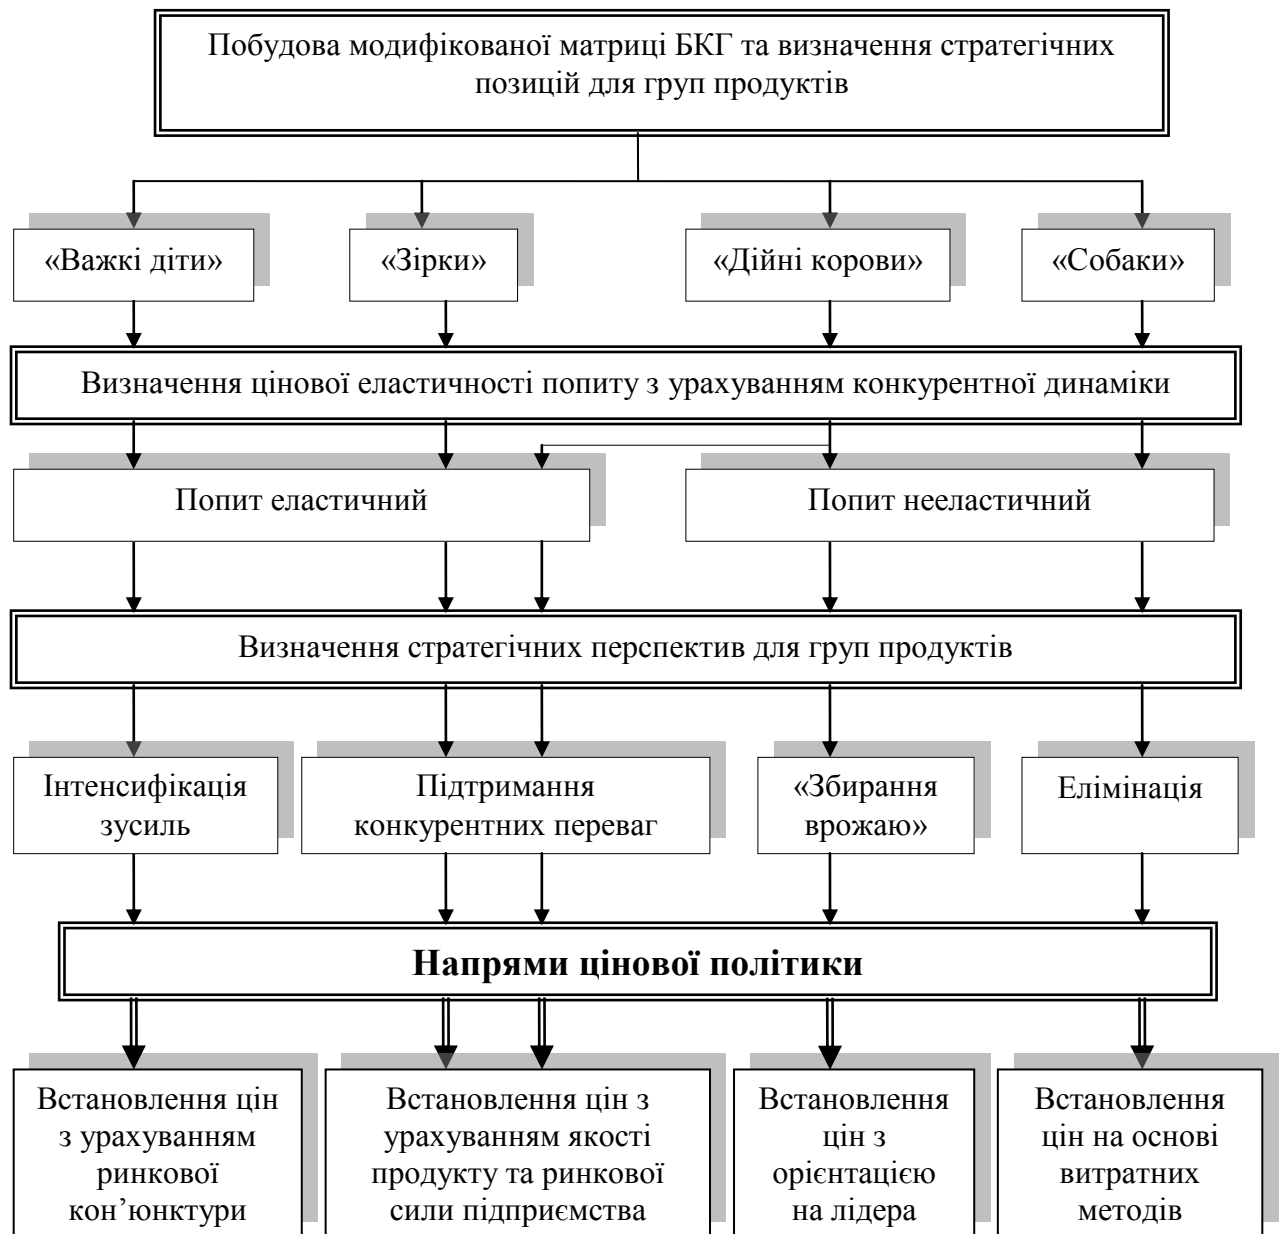 Побудова модифікованої матриці БКГ та визначення стратегічних
позицій для груп продуктів
«Важкі діти»
«Зірки»
«Дійні корови»
«Собаки»
Визначення цінової еластичності попиту з урахуванням конкурентної динаміки
Попит еластичний
Попит нееластичний
Визначення стратегічних перспектив для груп продуктів
Інтенсифікація
зусиль
Підтримання
конкурентних переваг
«Збирання
врожаю»
Елімінація
Напрями цінової політики
Встановлення цін
з урахуванням
ринкової
кон’юнктури
Встановлення цін з
урахуванням якості
продукту та ринкової
сили підприємства
Встановлення
цін з
орієнтацією
на лідера
Встановлення
цін на основі
витратних
методів